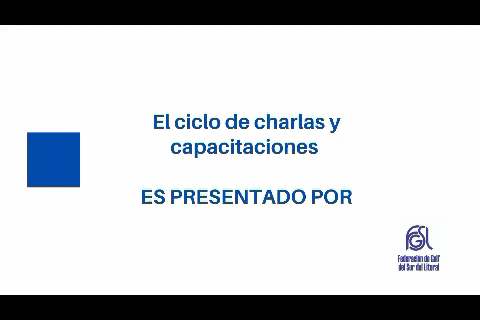 El ciclo de charlas y
capacitaciones
ES PRESENTADO POR
FGSL
Federación de Golf
del Sur del Litoral